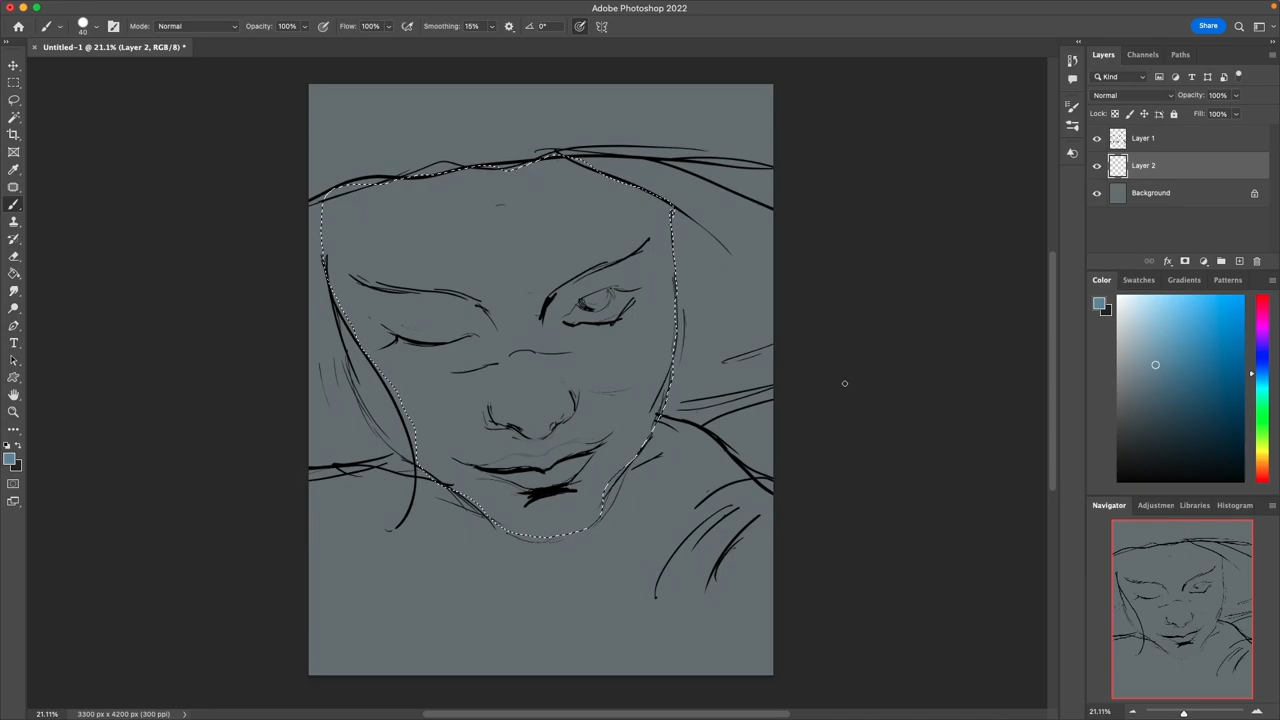 Adobe Photoshop 2022
40 Mode: Normal Opacity: 100% Flow: 100% Smoothing: 15% 0° Share
Untitled-1 @ 21.1% (Layer 2, RGB/8) *
Layers Channels Paths
Kind
Normal Opacity: 100%
Lock: Fill: 100%
Layer 1
Layer 2
Background
Color Swatches Gradients Patterns
Navigator Adjustmen Libraries Histogram
21.11%
21.11% 3300 px x 4200 px (300 ppi)